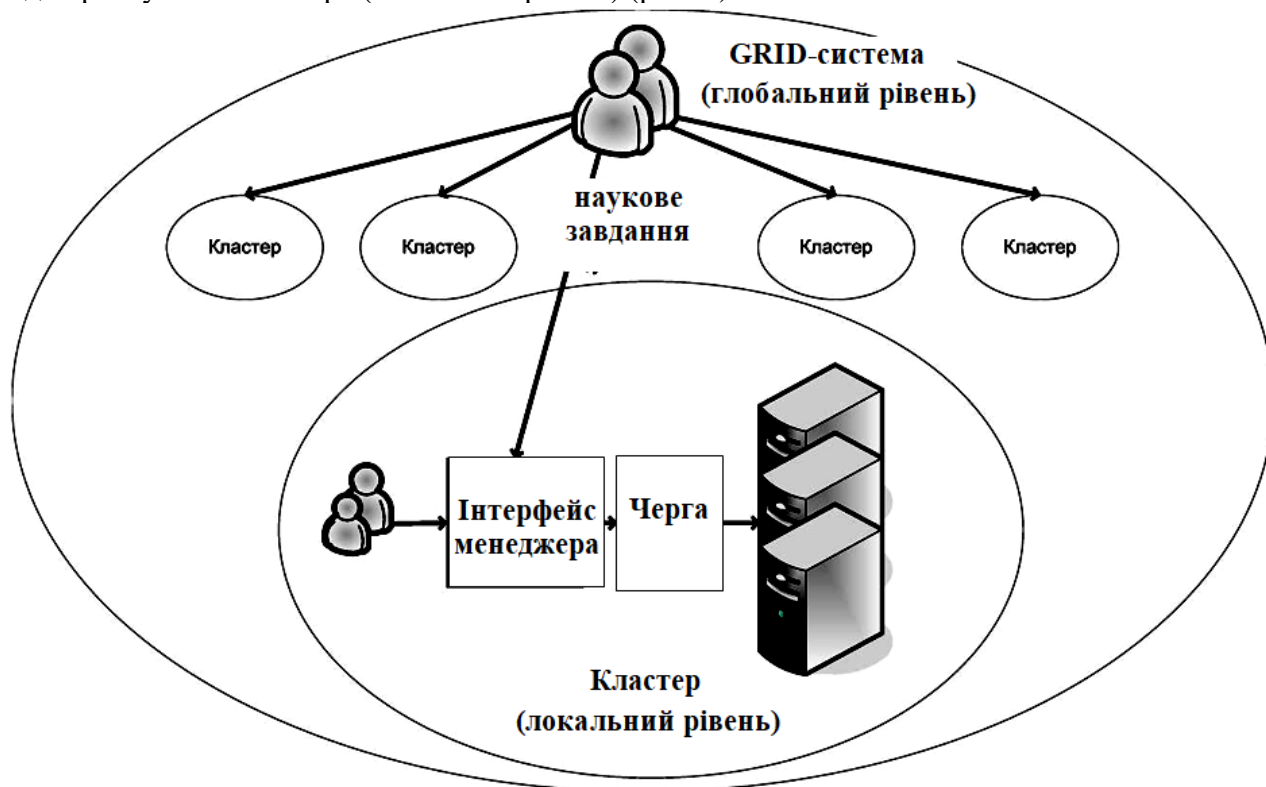 GRID-система
(глобальний рівень)
наукове
завдання
Кластер
Кластер
Кластер
Кластер
Інтерфейс
менеджера
Черга
Кластер
(локальний рівень)